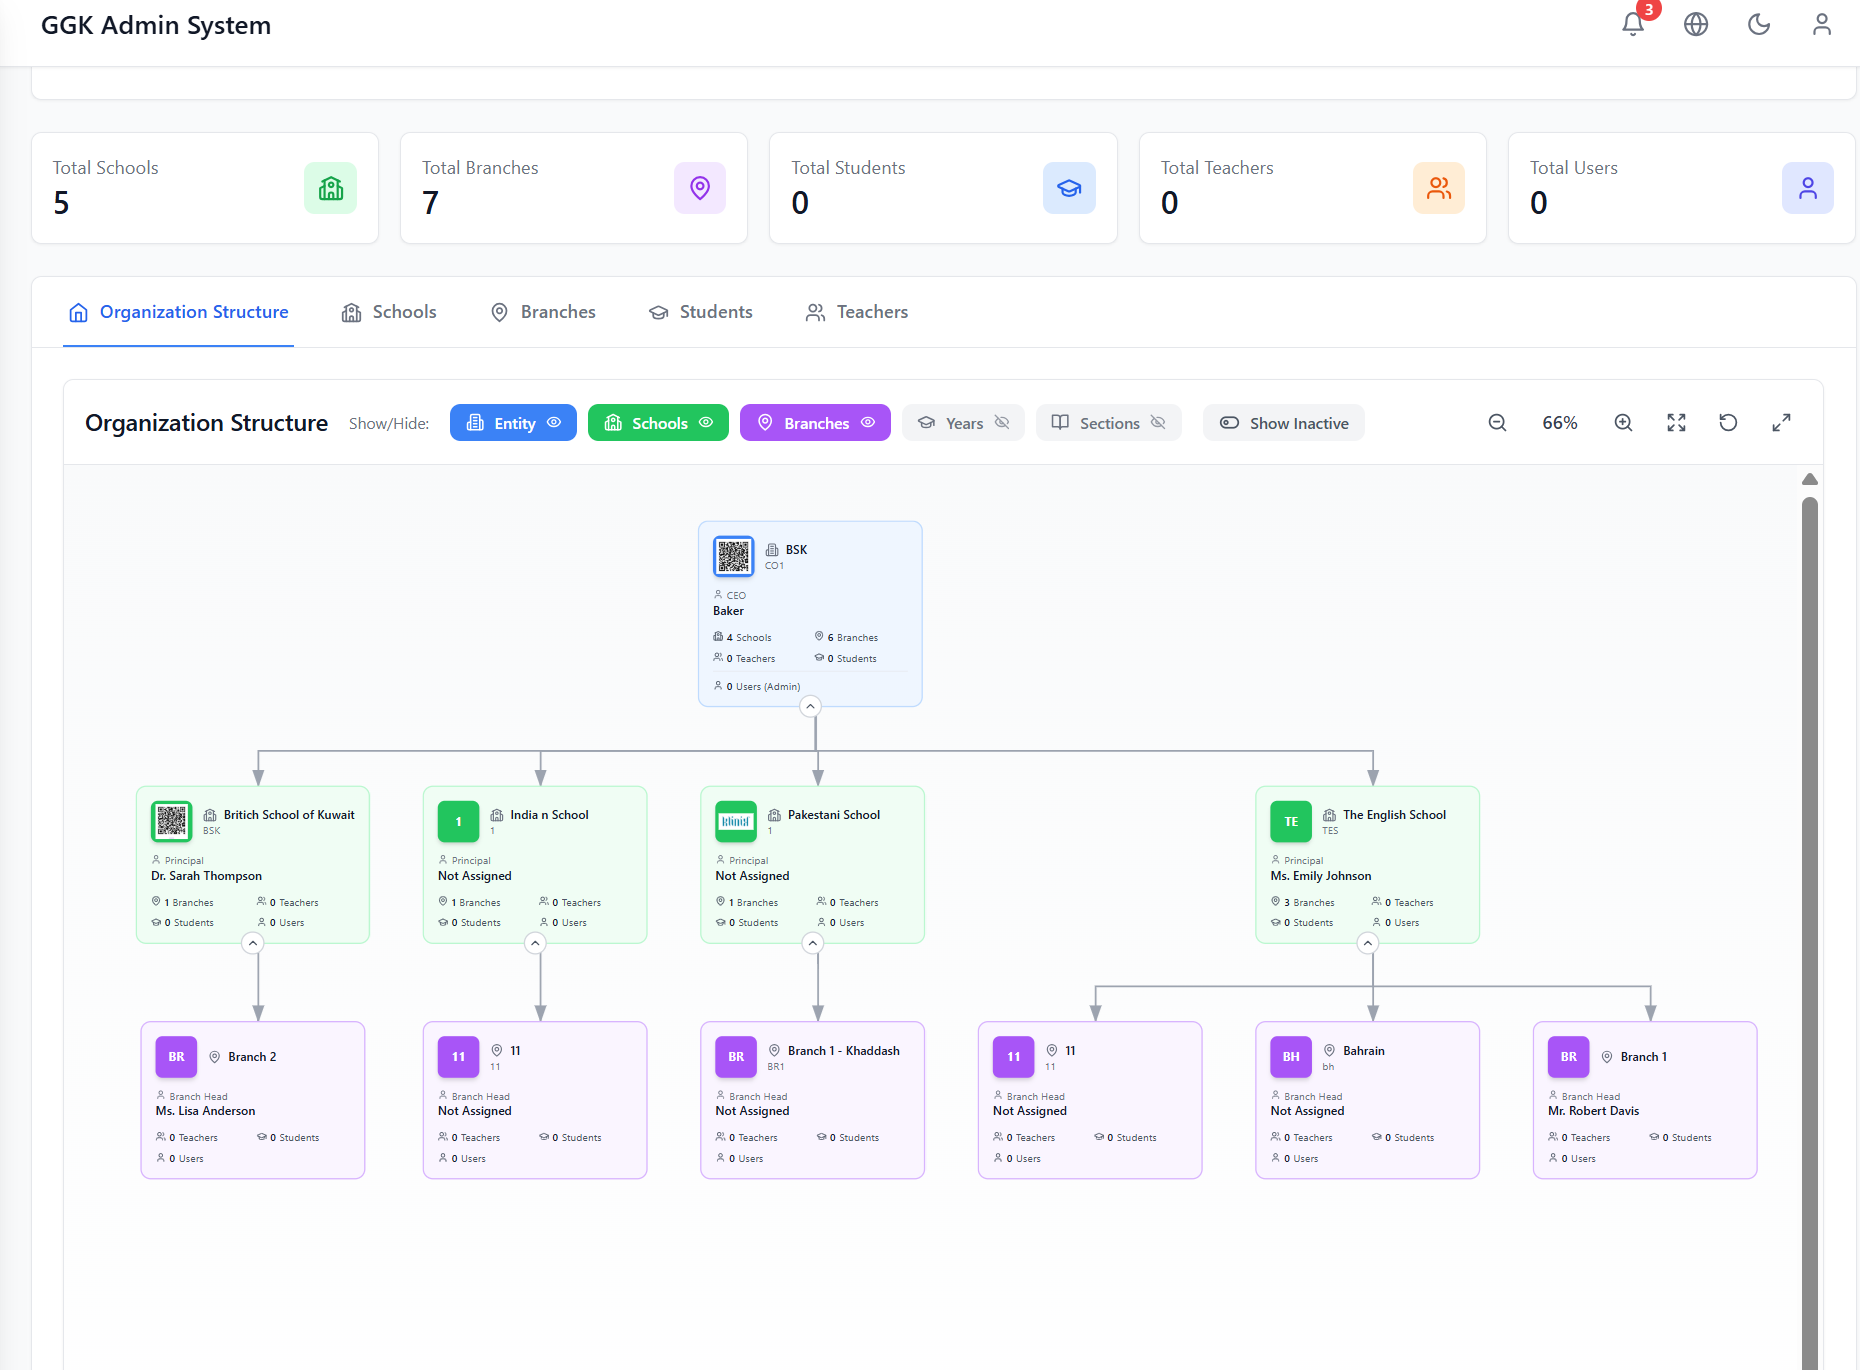 GGK Admin System
3
Total Schools
5
Total Branches
7
Total Students
0
Total Teachers
0
Total Users
0
Organization Structure
Schools
Branches
Students
Teachers
Organization Structure
Show/Hide:
Entity
Schools
Branches
Years
Sections
Show Inactive
66%
BSK
CO1
CEO
Baker
4 Schools
6 Branches
0 Teachers
0 Students
0 Users (Admin)
Britich School of Kuwait
BSK
Principal
Dr. Sarah Thompson
1 Branches
0 Teachers
0 Students
0 Users
1
India n School
1
Principal
Not Assigned
1 Branches
0 Teachers
0 Students
0 Users
Pakestani School
1
Principal
Not Assigned
1 Branches
0 Teachers
0 Students
0 Users
TE
The English School
TES
Principal
Ms. Emily Johnson
3 Branches
0 Teachers
0 Students
0 Users
BR
Branch 2
Branch Head
Ms. Lisa Anderson
0 Teachers
0 Students
0 Users
11
11
11
Branch Head
Not Assigned
0 Teachers
0 Students
0 Users
BR
Branch 1 - Khaddash
BR1
Branch Head
Not Assigned
0 Teachers
0 Students
0 Users
11
11
11
Branch Head
Not Assigned
0 Teachers
0 Students
0 Users
BH
Bahrain
bh
Branch Head
Not Assigned
0 Teachers
0 Students
0 Users
BR
Branch 1
Branch Head
Mr. Robert Davis
0 Teachers
0 Students
0 Users